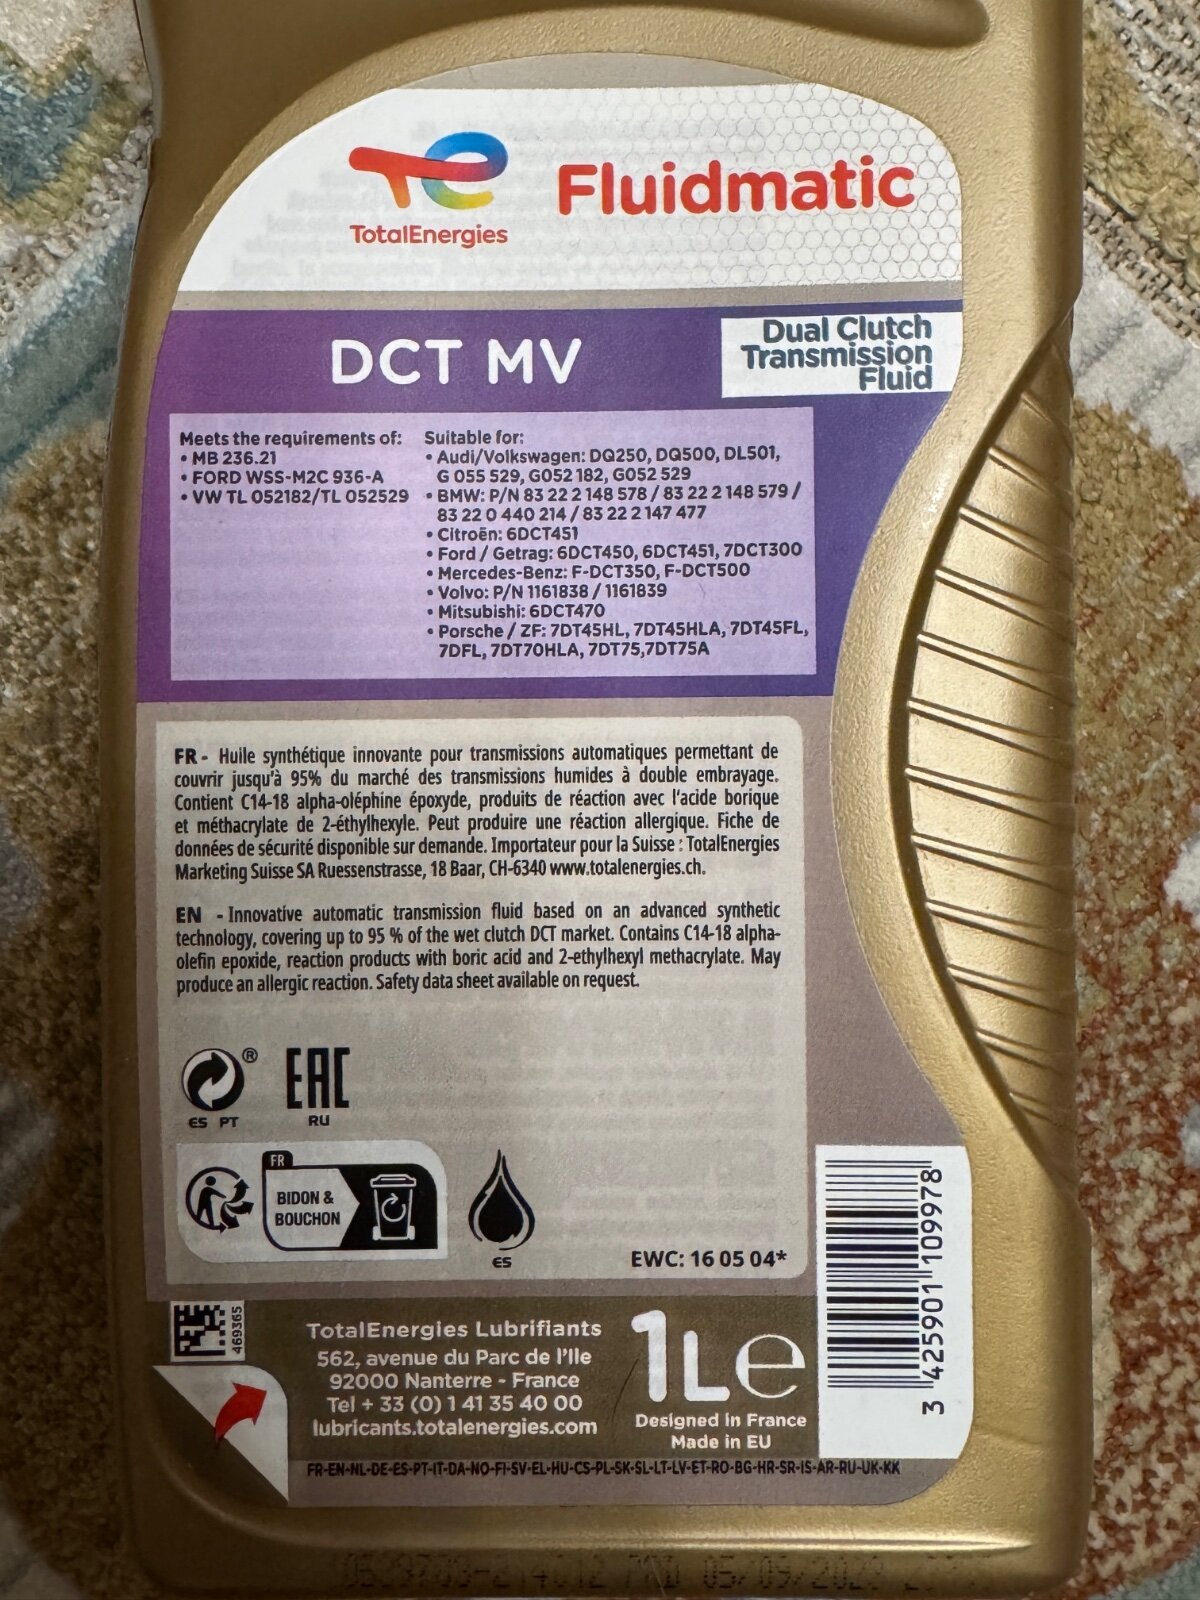 TotalEnergies
Fluidmatic
DCT MV
Dual Clutch
Transmission
Fluid
Meets the requirements of:
• MB 236.21
• FORD WSS-M2C 936-A
• VW TL 052182/TL 052529
Suitable for:
• Audi/Volkswagen: DQ250, DQ500, DL501,
G 055 529, G052 182, G052 529
• BMW: P/N 83 22 2 148 578 / 83 22 2 148 579 /
83 22 0 440 214 / 83 22 2 147 477
• Citroën: 6DCT451
• Ford / Getrag: 6DCT450, 6DCT451, 7DCT300
• Mercedes-Benz: F-DCT350, F-DCT500
• Volvo: P/N 1161838 / 1161839
• Mitsubishi: 6DCT470
• Porsche / ZF: 7DT45HL, 7DT45HLA, 7DT45FL,
7DFL, 7DT70HLA, 7DT75,7DT75A
FR - Huile synthétique innovante pour transmissions automatiques permettant de
couvrir jusqu'à 95% du marché des transmissions humides à double embrayage.
Contient C14-18 alpha-oléphine époxyde, produits de réaction avec l'acide borique
et méthacrylate de 2-éthylhexyle. Peut produire une réaction allergique. Fiche de
données de sécurité disponible sur demande. Importateur pour la Suisse : TotalEnergies
Marketing Suisse SA Ruessenstrasse, 18 Baar, CH-6340 www.totalenergies.ch.
EN - Innovative automatic transmission fluid based on an advanced synthetic
technology, covering up to 95 % of the wet clutch DCT market. Contains C14-18 alpha-
olefin epoxide, reaction products with boric acid and 2-ethylhexyl methacrylate. May
produce an allergic reaction. Safety data sheet available on request.
®
ES PT
EAC
RU
FR
BIDON &
BOUCHON
ES
EWC: 16 05 04*
469365
TotalEnergies Lubrifiants
562, avenue du Parc de l'Ile
92000 Nanterre - France
Tel + 33 (0) 1 41 35 40 00
lubricants.totalenergies.com
1L e
Designed in France
Made in EU
3 425901 109978
FR-EN-NL-DE-ES-PT-IT-DA-NO-FI-SV-EL-HU-CS-PL-SK-SL-LT-LV-ET-RO-BG-HR-SR-IS-AR-RU-UK-KK